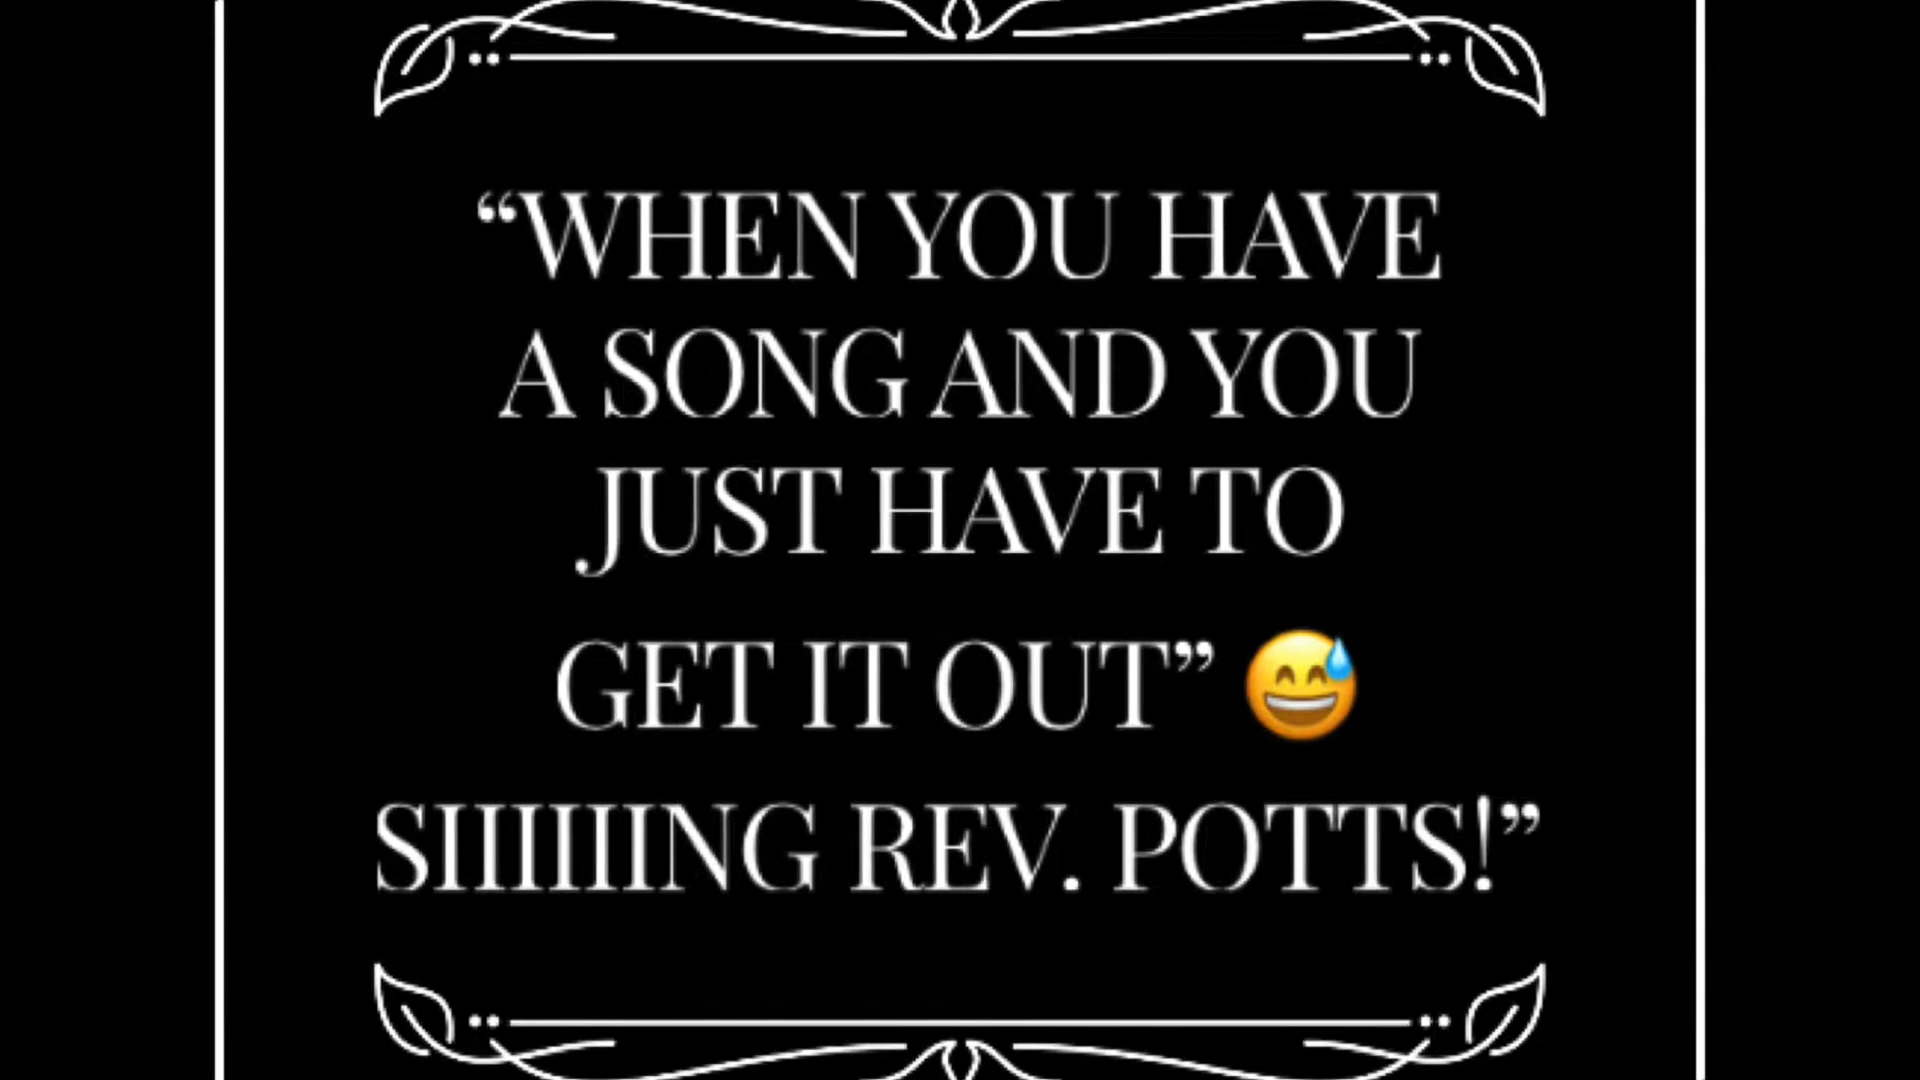 “WHEN YOU HAVE
A SONG AND YOU
JUST HAVE TO
GET IT OUT” 😅
SIIIIIING REV. POTTS!”